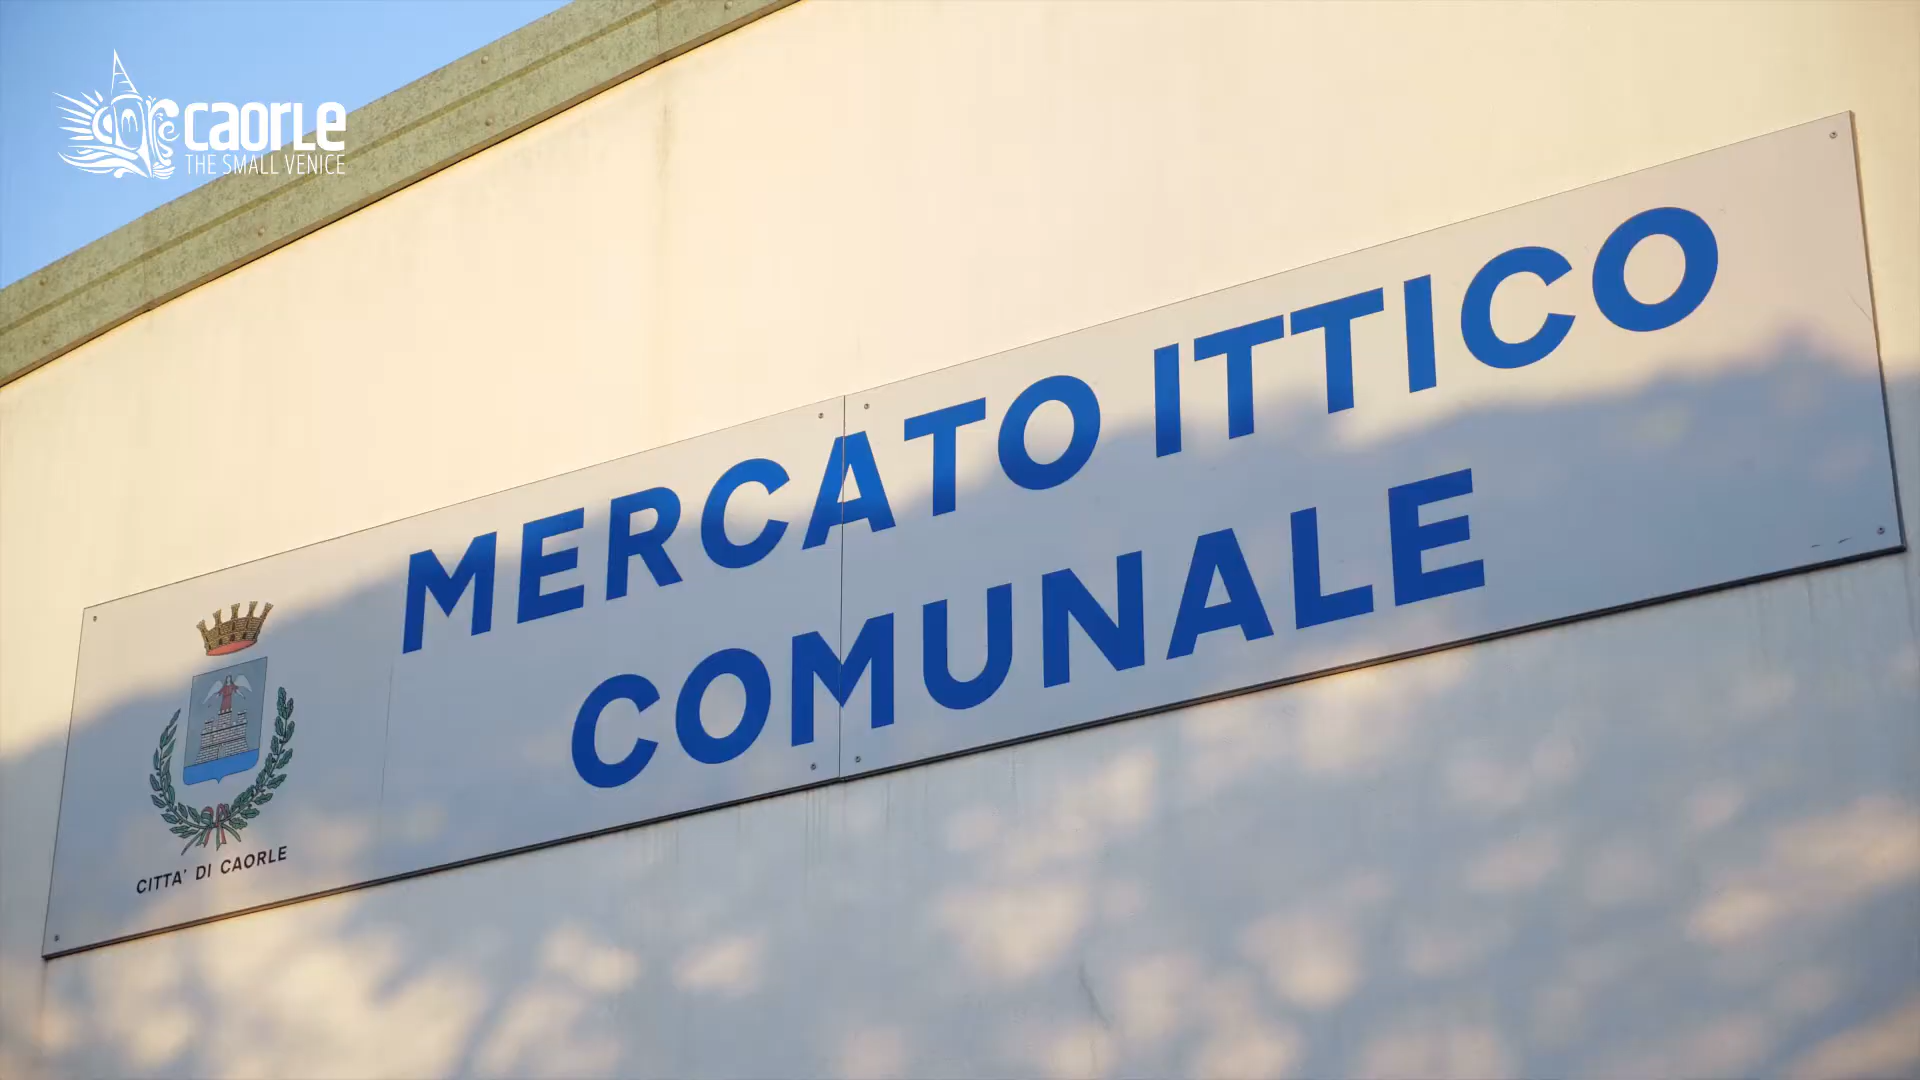 CAORLE
THE SMALL VENICE
MERCATO ITTICO
COMUNALE
CITTA' DI CAORLE